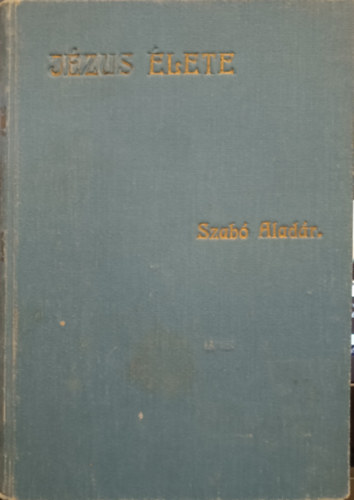 JÉZUS ÉLETE
Szabó Aladár.